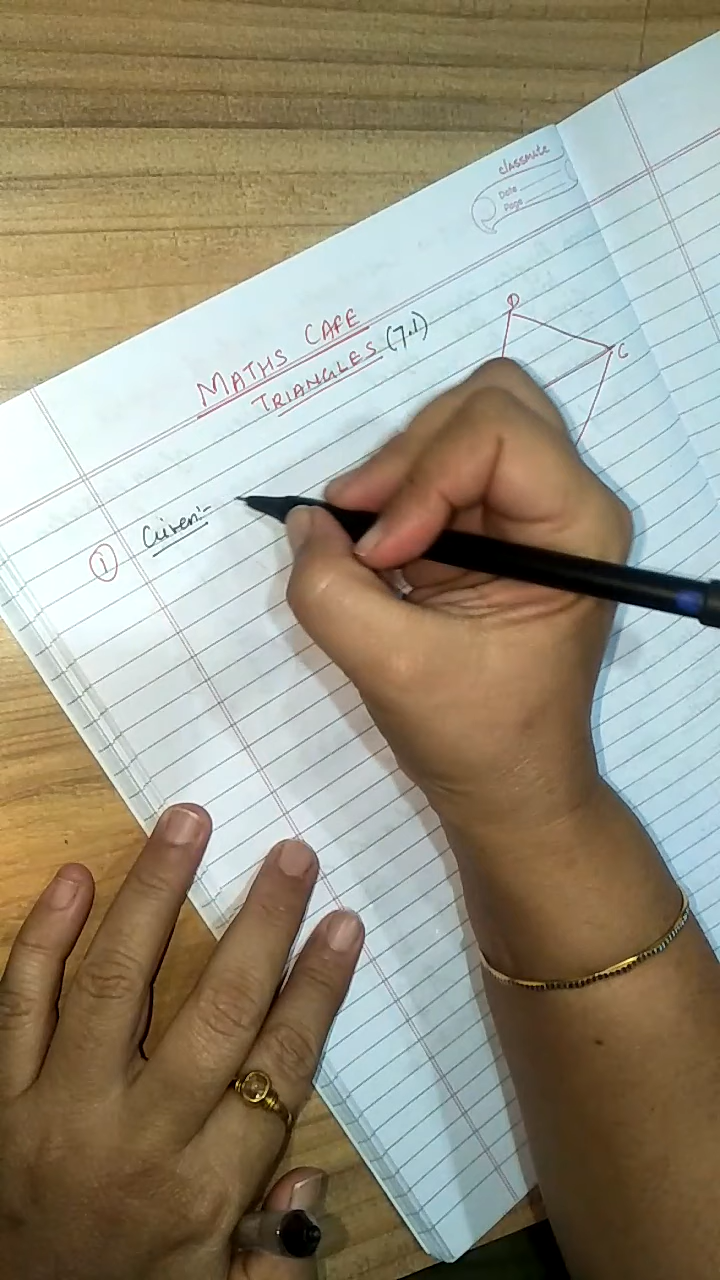 classmate
Date
Page
MATHS CAFE
TRIANGLES (7.1)
D
C
1 Given:-